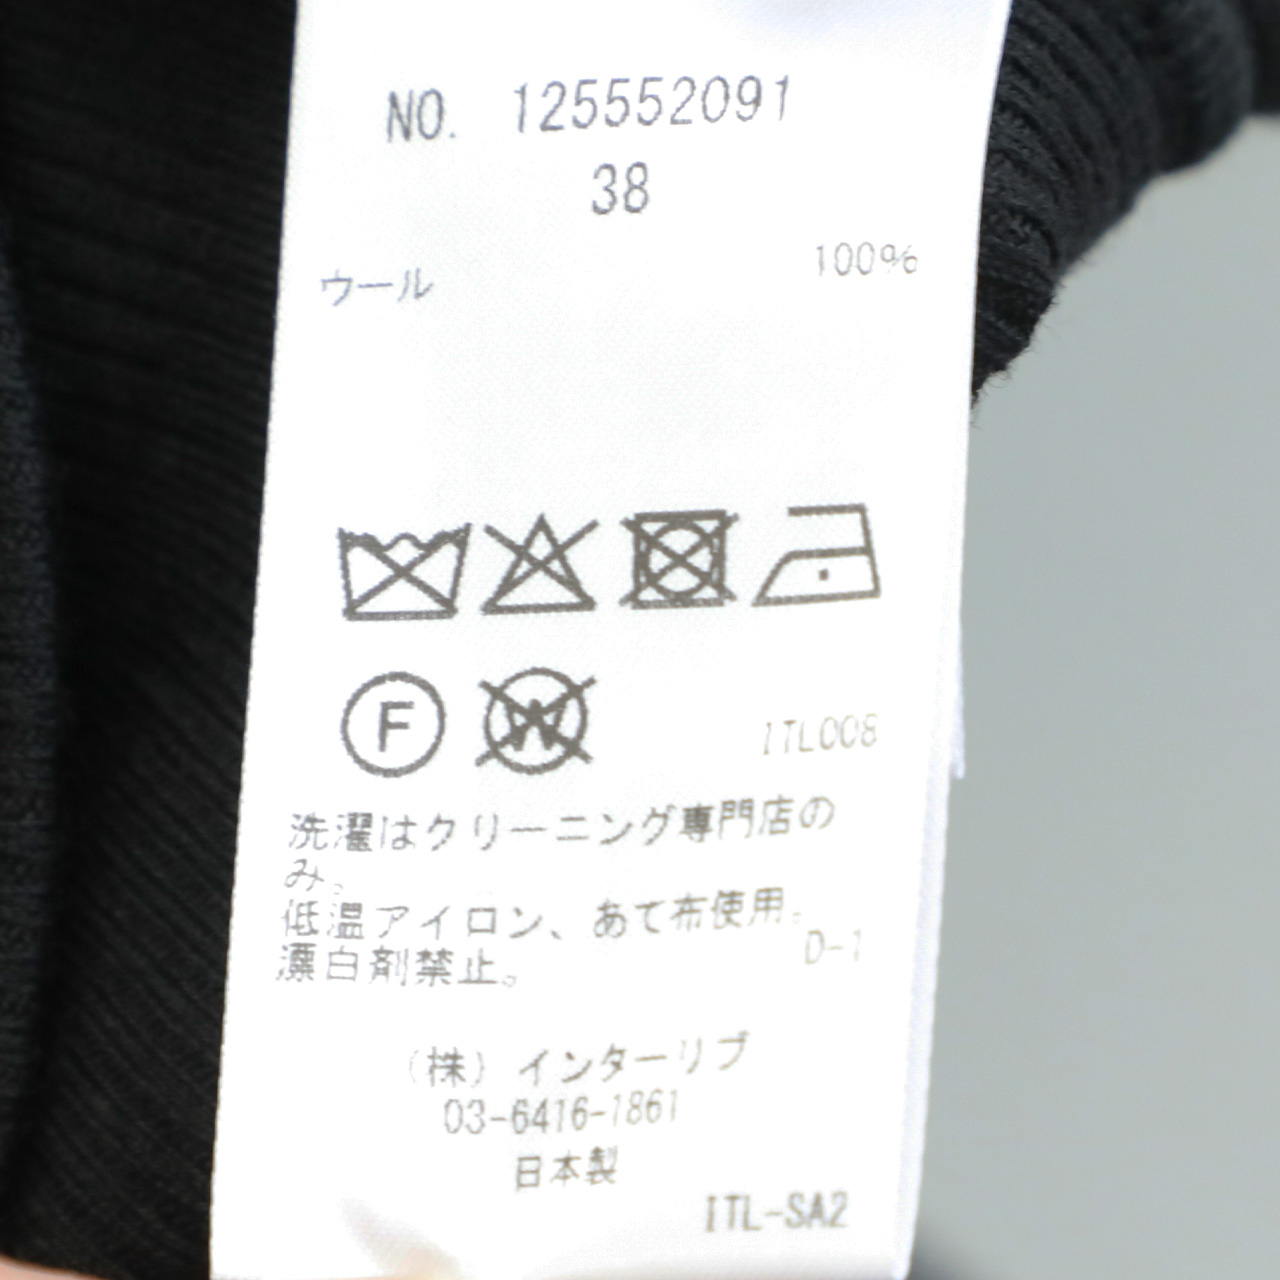 NO. 125552091
38
ウール 100%
F W
ITL008
洗濯はクリーニング専門店の
み。
低温アイロン、あて布使用。
漂白剤禁止。 D-1
(株) インターリブ
03-6416-1861
日本製
ITL-SA2